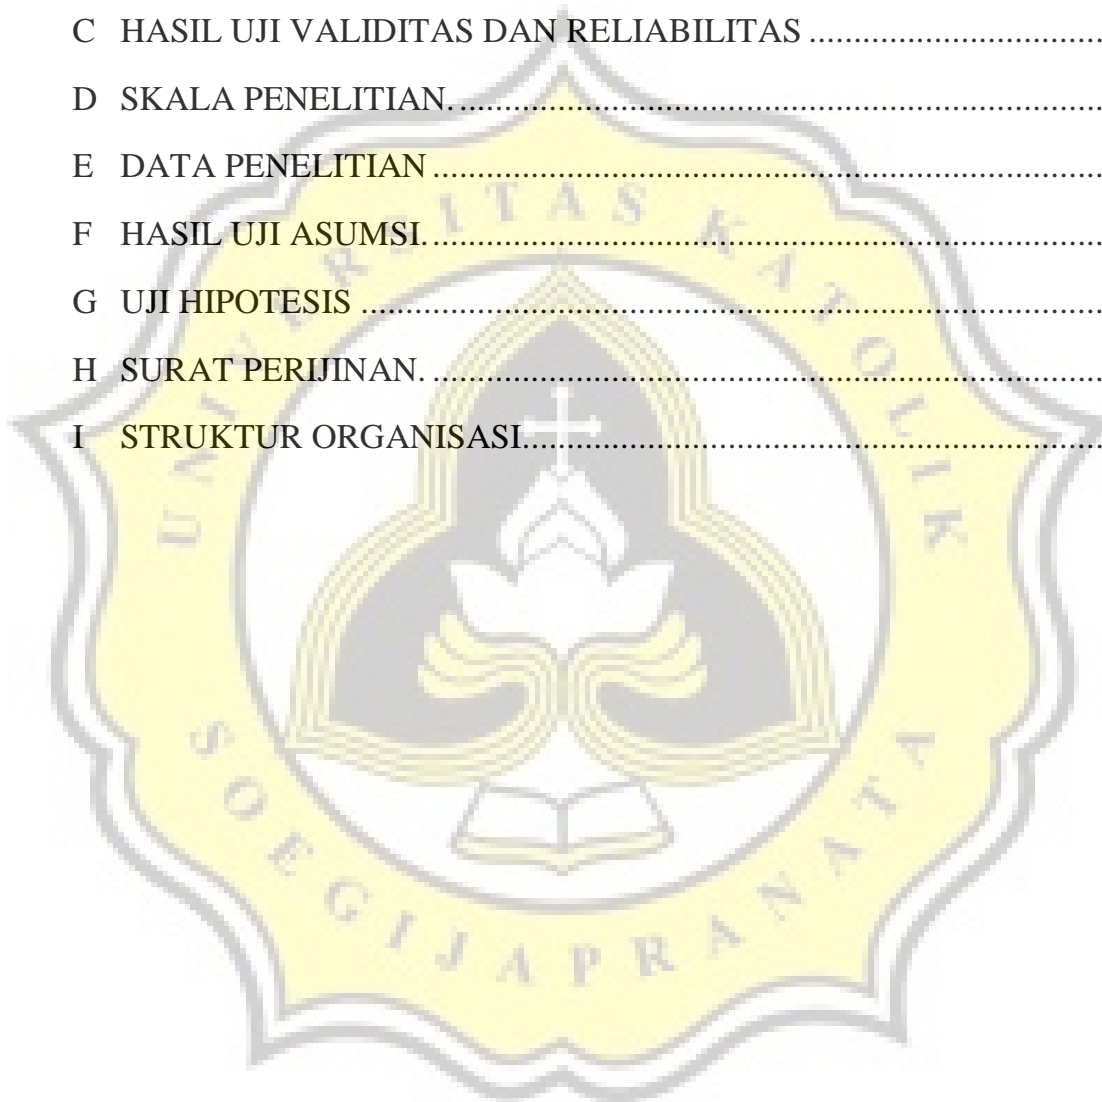 C HASIL UJI VALIDITAS DAN RELIABILITAS .................................
D SKALA PENELITIAN. .........................................................................
E DATA PENELITIAN ............................................................................
F HASIL UJI ASUMSI. ............................................................................
G UJI HIPOTESIS ....................................................................................
H SURAT PERIJINAN. ............................................................................
I STRUKTUR ORGANISASI..................................................................
UNIVERSITAS KATOLIK
SOEGIJAPRANATA